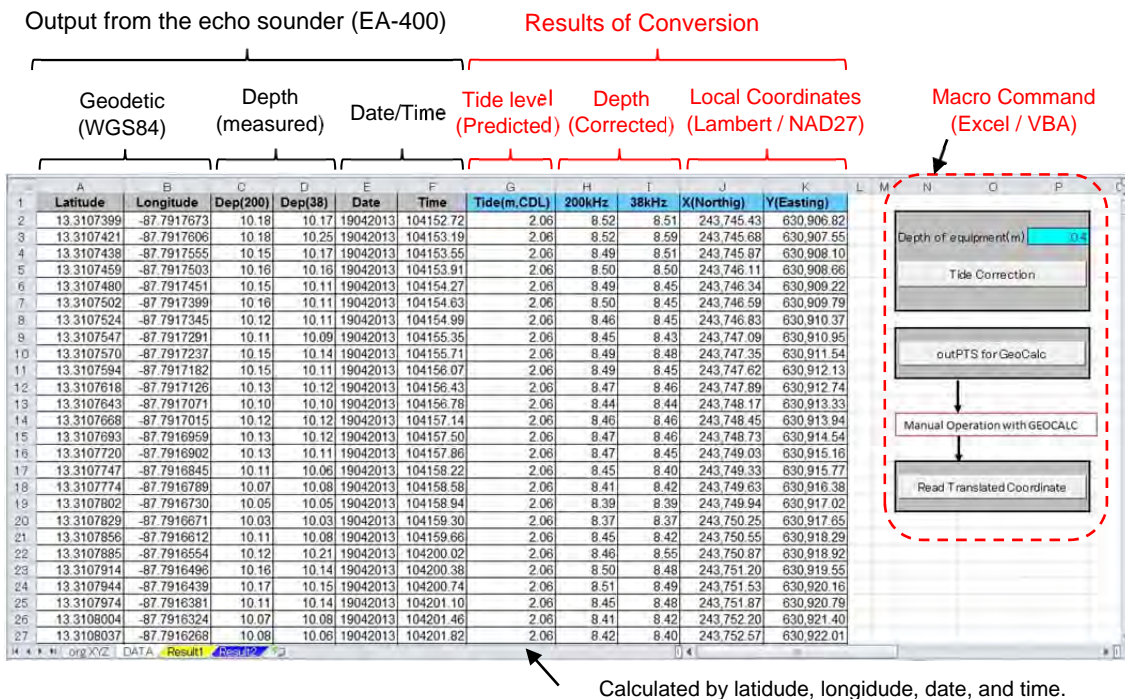 Output from the echo sounder (EA-400)
Results of Conversion
Geodetic
(WGS84)
Depth
(measured)
Date/Time
Tide level
(Predicted)
Depth
(Corrected)
Local Coordinates
(Lambert / NAD27)
Macro Command
(Excel / VBA)
A B C D E F G H I J K L M N O P
1 Latitude Longitude Dep(200) Dep(38) Date Time Tide(m,CDL) 200kHz 38kHz X(Northig) Y(Easting)
2 13.3107399 -87.7917673 10.18 10.17 19042013 104152.72 2.06 8.52 8.51 243,745.43 630,906.82
3 13.3107421 -87.7917606 10.18 10.25 19042013 104153.19 2.06 8.52 8.59 243,745.68 630,907.55
4 13.3107438 -87.7917555 10.15 10.17 19042013 104153.55 2.06 8.49 8.51 243,745.87 630,908.10
5 13.3107459 -87.7917503 10.16 10.16 19042013 104153.91 2.06 8.50 8.50 243,746.11 630,908.66
6 13.3107480 -87.7917451 10.15 10.11 19042013 104154.27 2.06 8.49 8.45 243,746.34 630,909.22
7 13.3107502 -87.7917399 10.16 10.11 19042013 104154.63 2.06 8.50 8.45 243,746.59 630,909.79
8 13.3107524 -87.7917345 10.12 10.11 19042013 104154.99 2.06 8.46 8.45 243,746.83 630,910.37
9 13.3107547 -87.7917291 10.11 10.09 19042013 104155.35 2.06 8.45 8.43 243,747.09 630,910.95
10 13.3107570 -87.7917237 10.15 10.14 19042013 104155.71 2.06 8.49 8.48 243,747.35 630,911.54
11 13.3107594 -87.7917182 10.15 10.11 19042013 104156.07 2.06 8.49 8.45 243,747.62 630,912.13
12 13.3107618 -87.7917126 10.13 10.12 19042013 104156.43 2.06 8.47 8.46 243,747.89 630,912.74
13 13.3107643 -87.7917071 10.10 10.10 19042013 104156.78 2.06 8.44 8.44 243,748.17 630,913.33
14 13.3107668 -87.7917015 10.12 10.12 19042013 104157.14 2.06 8.46 8.46 243,748.45 630,913.94
15 13.3107693 -87.7916959 10.13 10.12 19042013 104157.50 2.06 8.47 8.46 243,748.73 630,914.54
16 13.3107720 -87.7916902 10.13 10.11 19042013 104157.86 2.06 8.47 8.45 243,749.03 630,915.16
17 13.3107747 -87.7916845 10.11 10.06 19042013 104158.22 2.06 8.45 8.40 243,749.33 630,915.77
18 13.3107774 -87.7916789 10.07 10.08 19042013 104158.58 2.06 8.41 8.42 243,749.63 630,916.38
19 13.3107802 -87.7916730 10.05 10.05 19042013 104158.94 2.06 8.39 8.39 243,749.94 630,917.02
20 13.3107829 -87.7916671 10.03 10.03 19042013 104159.30 2.06 8.37 8.37 243,750.25 630,917.65
21 13.3107856 -87.7916612 10.11 10.08 19042013 104159.66 2.06 8.45 8.42 243,750.55 630,918.29
22 13.3107885 -87.7916554 10.12 10.21 19042013 104200.02 2.06 8.46 8.55 243,750.87 630,918.92
23 13.3107914 -87.7916496 10.16 10.14 19042013 104200.38 2.06 8.50 8.48 243,751.20 630,919.55
24 13.3107944 -87.7916439 10.17 10.15 19042013 104200.74 2.06 8.51 8.49 243,751.53 630,920.16
25 13.3107974 -87.7916381 10.11 10.14 19042013 104201.10 2.06 8.45 8.48 243,751.87 630,920.79
26 13.3108004 -87.7916324 10.07 10.08 19042013 104201.46 2.06 8.41 8.42 243,752.20 630,921.40
27 13.3108037 -87.7916268 10.08 10.06 19042013 104201.82 2.06 8.42 8.40 243,752.57 630,922.01
Depth of equipment(m) 0.4
Tide Correction
outPTS for GeoCalc
Manual Operation with GEOCALC
Read Translated Coordinate
org XYZ DATA Result1 Result2
Calculated by latidude, longidude, date, and time.